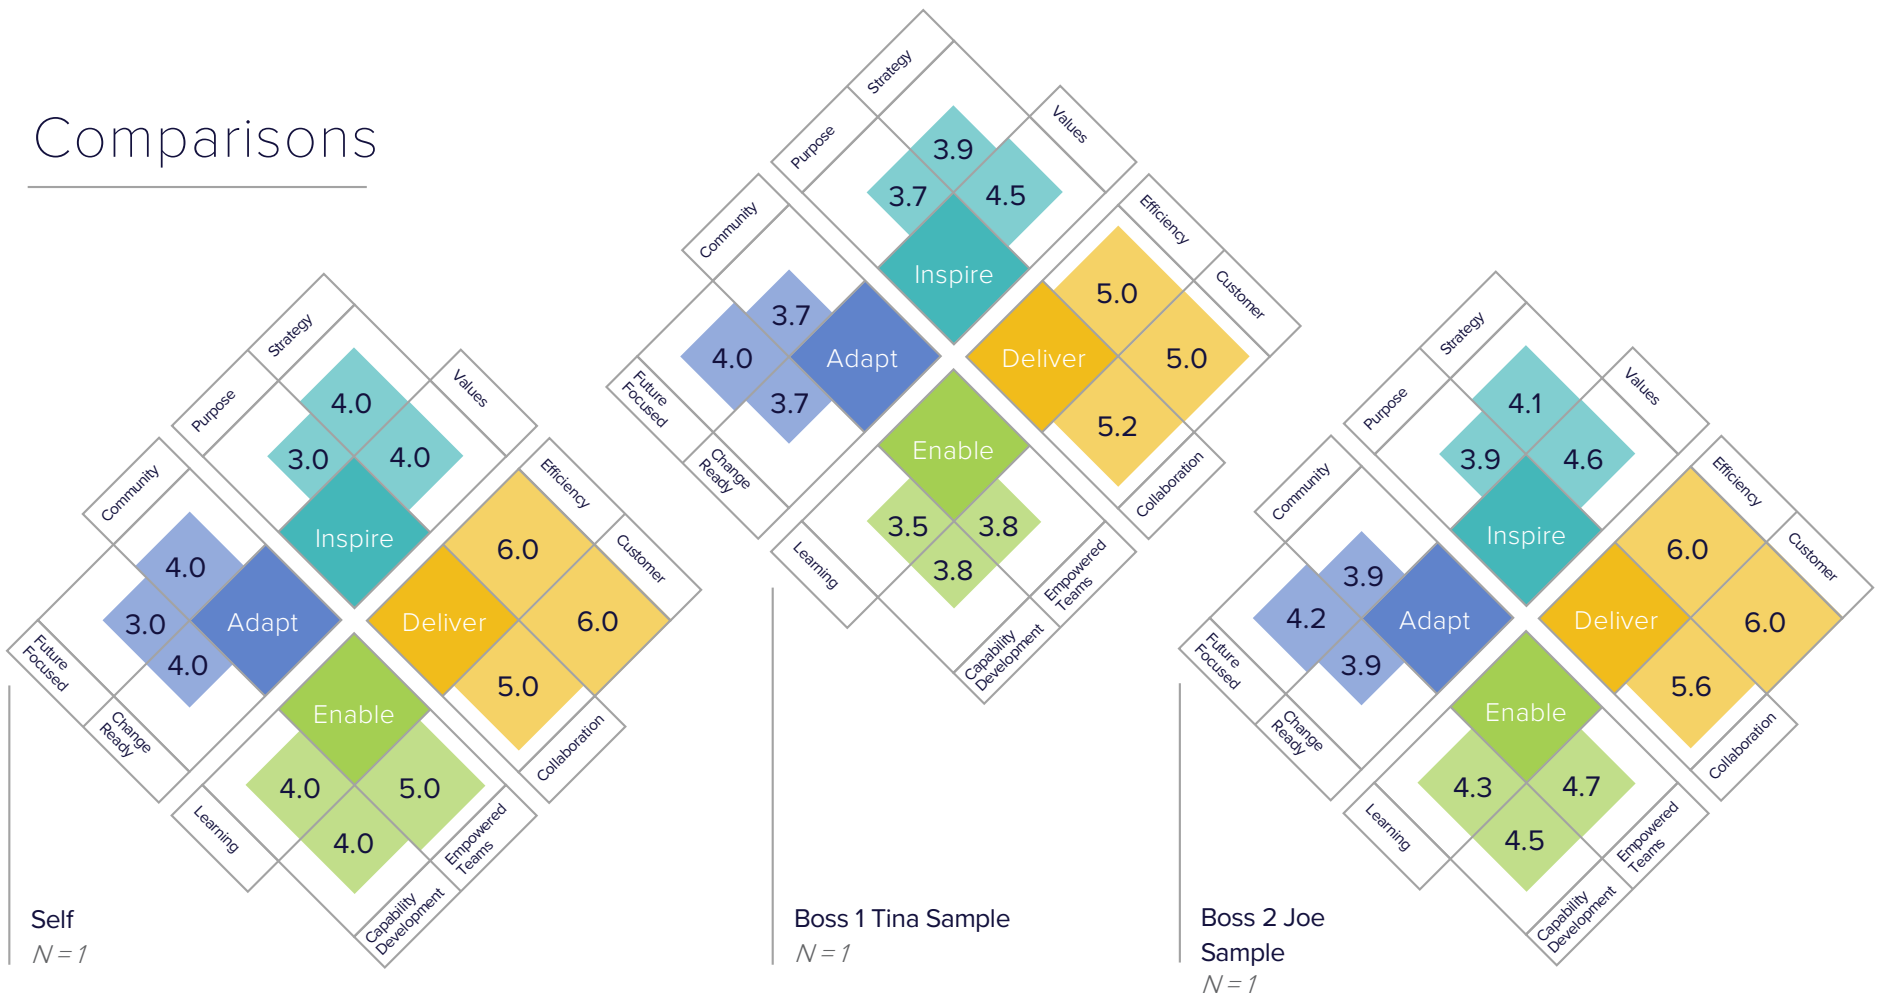 Comparisons
Strategy
Purpose
Values
Community
Efficiency
Customer
4.0
3.0
4.0
Inspire
4.0
3.0
4.0
Adapt
Deliver
6.0
6.0
5.0
Enable
4.0
5.0
4.0
Future
Focused
Change
Ready
Learning
Empowered
Teams
Capability
Development
Collaboration
Self
N = 1
Strategy
Purpose
Values
Community
Efficiency
Customer
3.9
3.7
4.5
Inspire
3.7
4.0
3.7
Adapt
Deliver
5.0
5.0
5.2
Enable
3.5
3.8
3.8
Future
Focused
Change
Ready
Learning
Empowered
Teams
Capability
Development
Collaboration
Boss 1 Tina Sample
N = 1
Strategy
Purpose
Values
Community
Efficiency
Customer
4.1
3.9
4.6
Inspire
3.9
4.2
3.9
Adapt
Deliver
6.0
6.0
5.6
Enable
4.3
4.7
4.5
Future
Focused
Change
Ready
Learning
Empowered
Teams
Capability
Development
Collaboration
Boss 2 Joe
Sample
N = 1